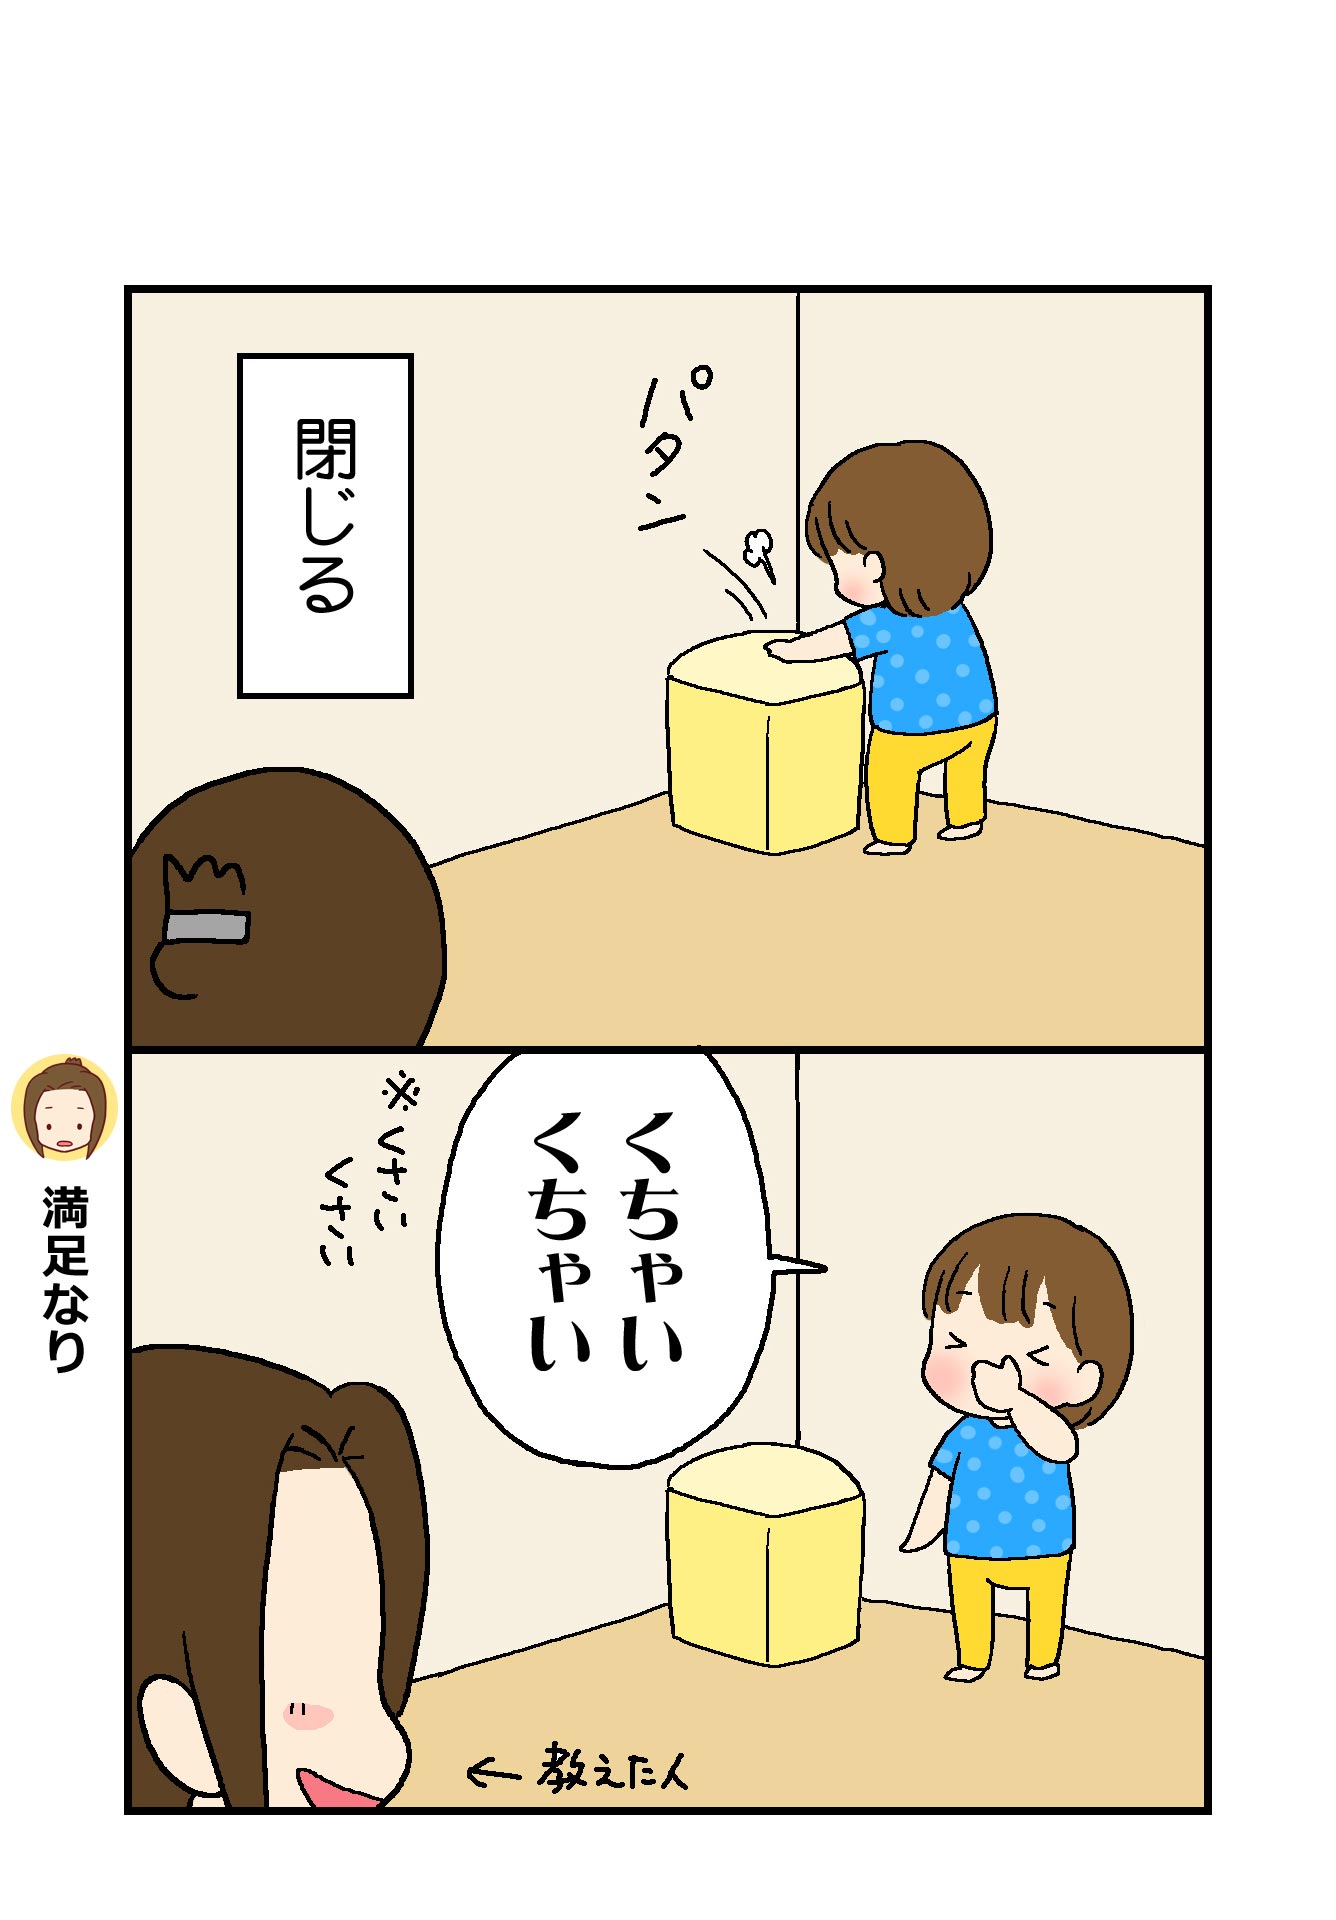 パタン
閉じる
くちゃい
くちゃい
※くさい
くさい
←教えた人
満足なり